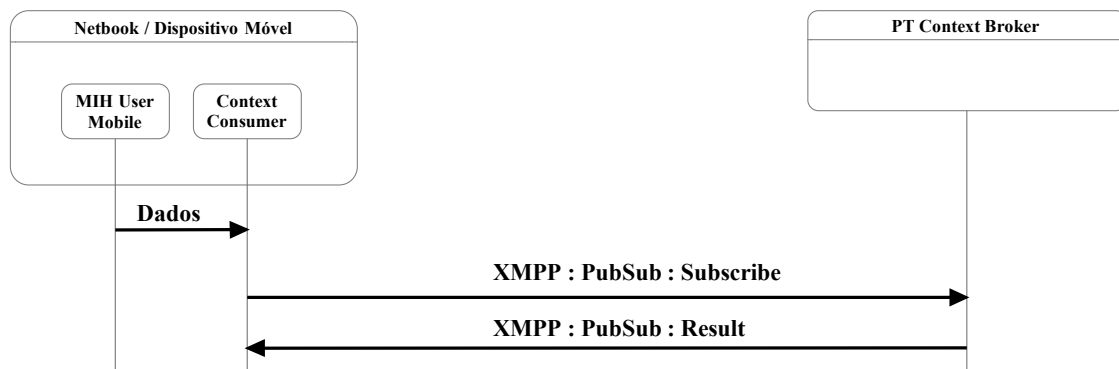 Netbook / Dispositivo Móvel
PT Context Broker
MIH User
Mobile
Context
Consumer
Dados
XMPP : PubSub : Subscribe
XMPP : PubSub : Result